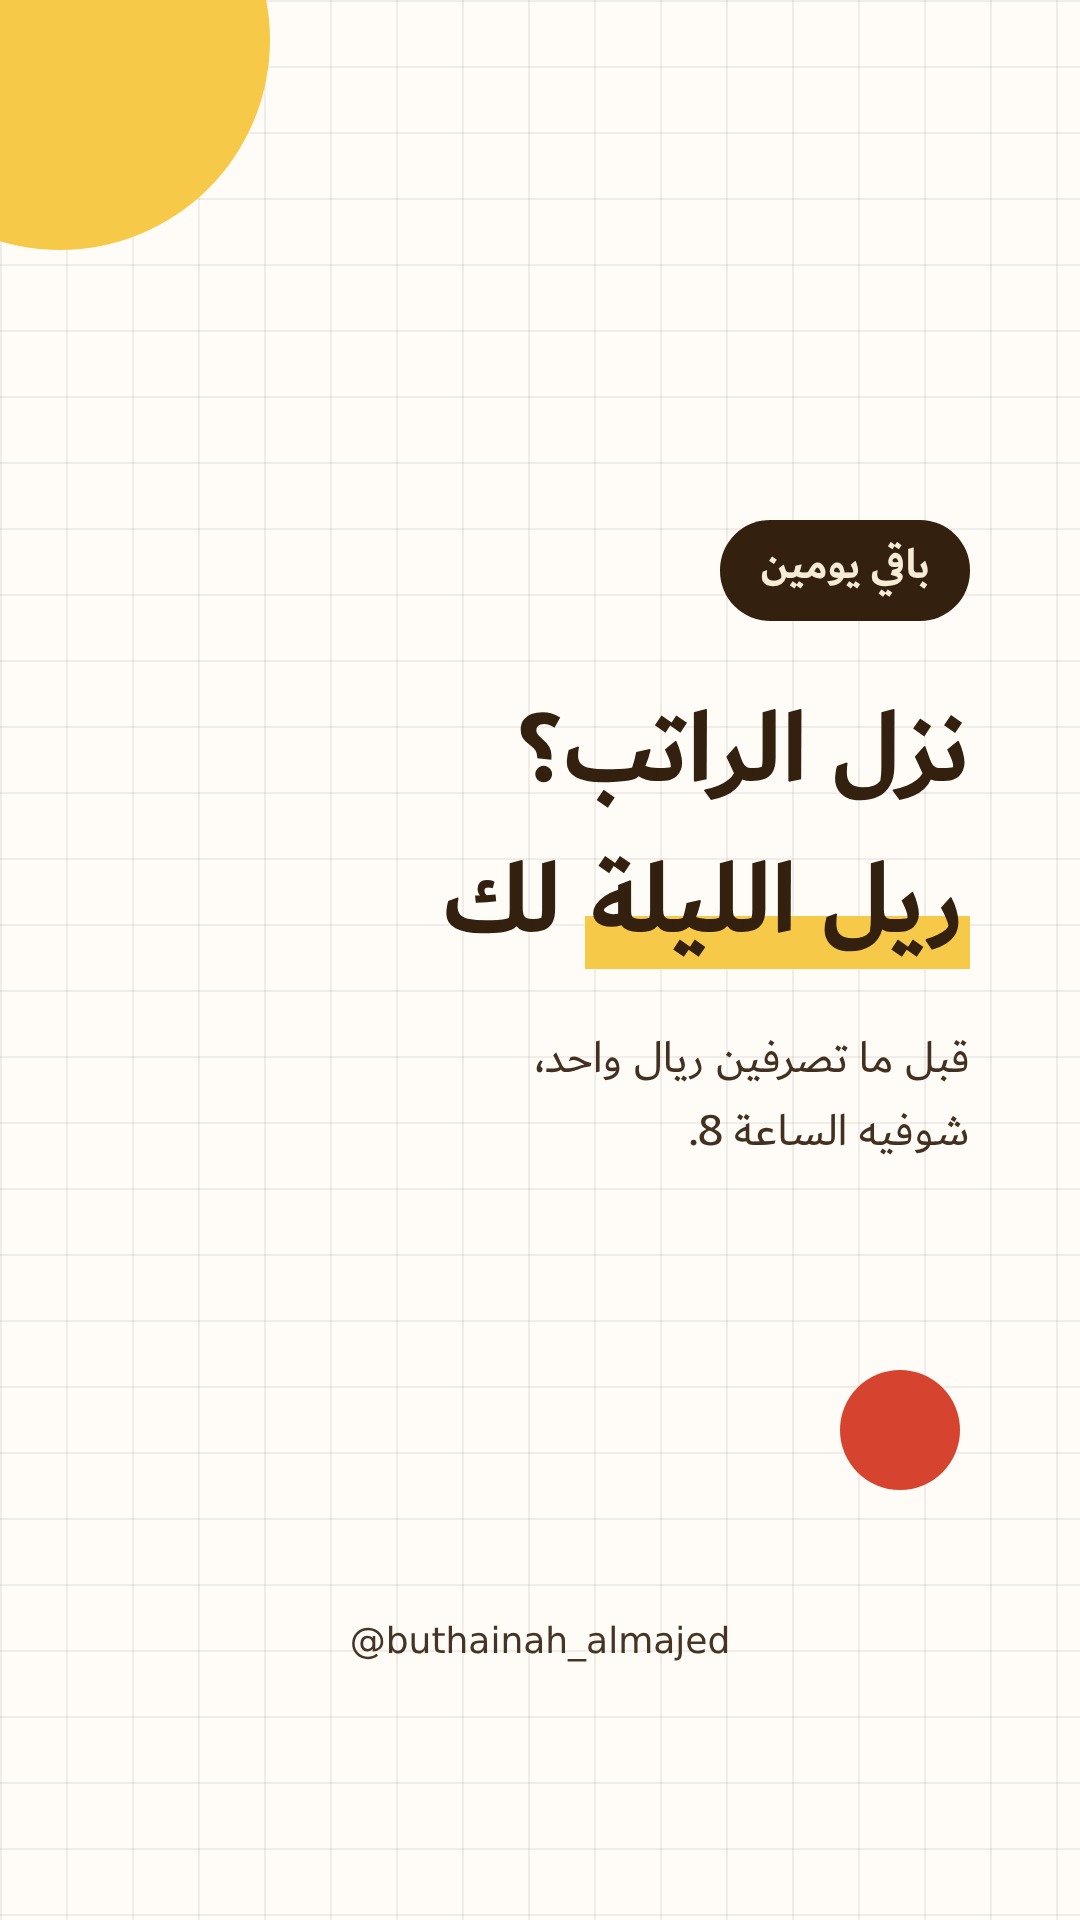 باقي يومين
نزل الراتب؟
ريل الليلة لك
قبل ما تصرفين ريال واحد،
شوفيه الساعة 8.
@buthainah_almajed